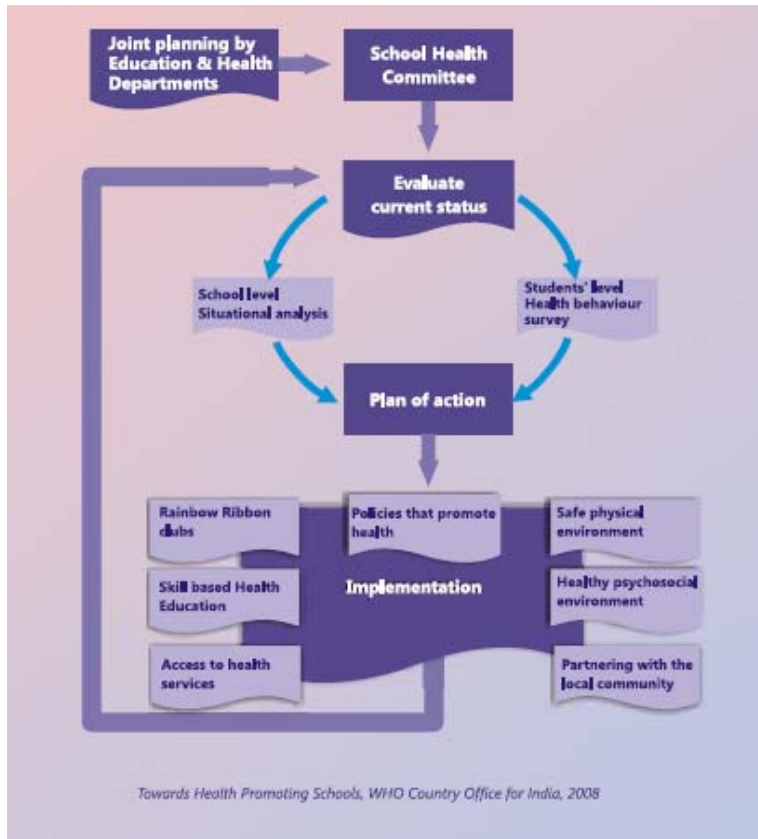 Joint planning by
Education & Health
Departments
School Health
Committee
Evaluate
current status
School level
Situational analysis
Students' level
Health behaviour
survey
Plan of action
Rainbow Ribbon
clubs
Policies that promote
health
Safe physical
environment
Implementation
Skill based Health
Education
Healthy psychosocial
environment
Access to health
services
Partnering with the
local community
Towards Health Promoting Schools, WHO Country Office for India, 2008